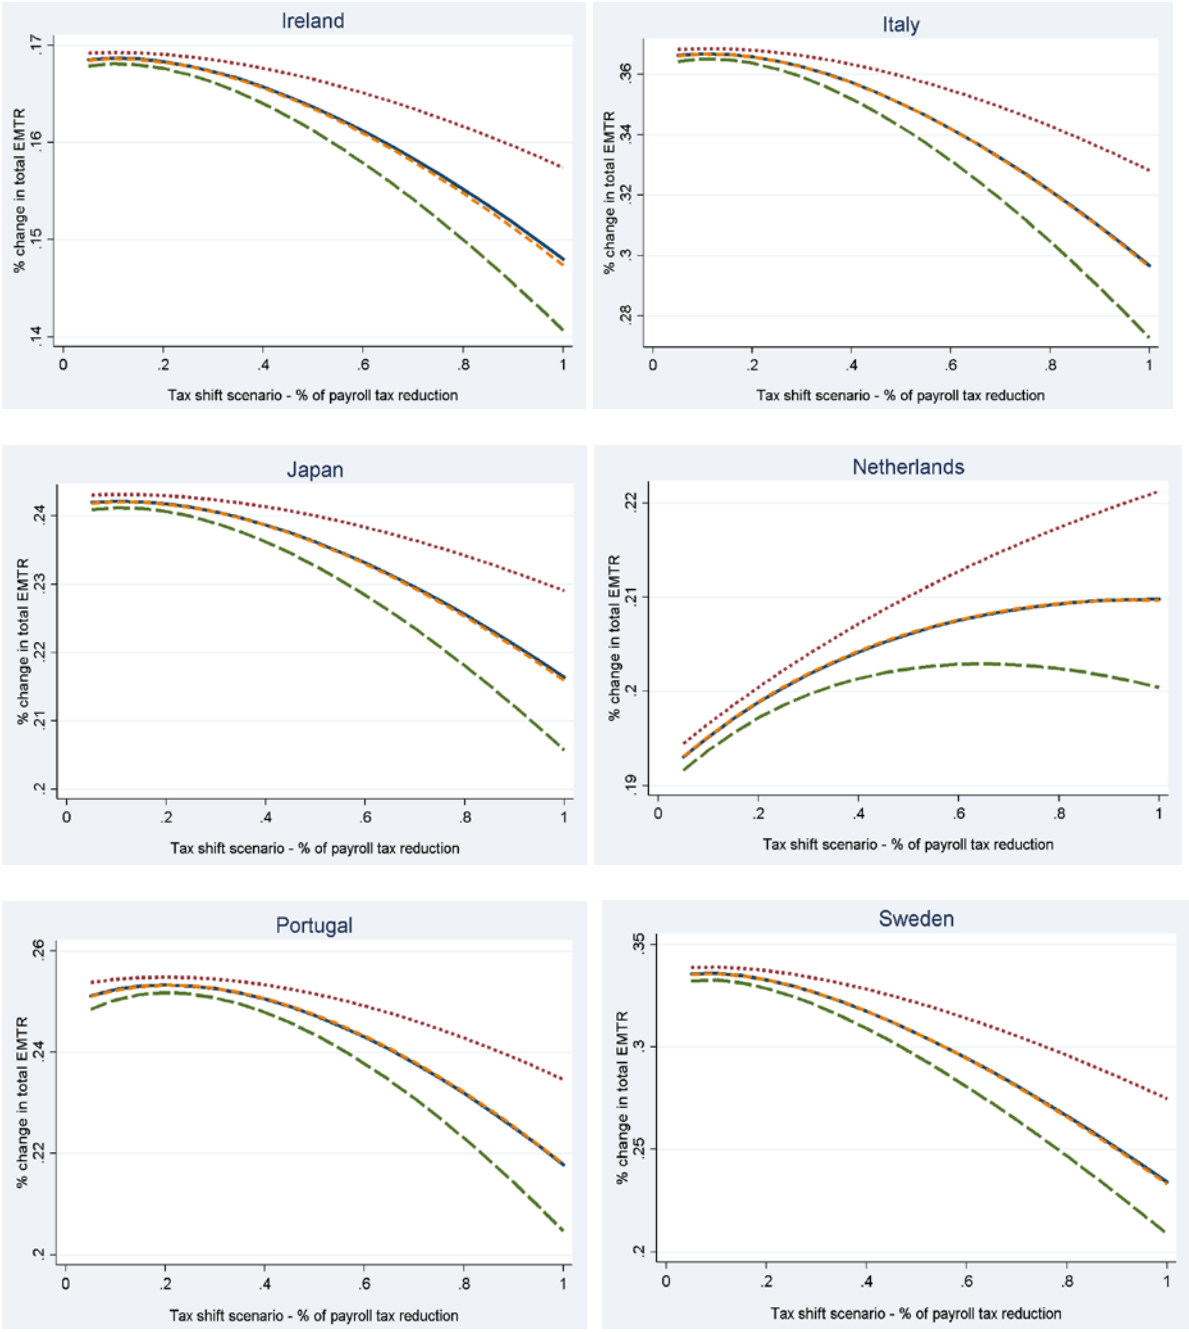 Ireland
% change in total EMTR
.17
.16
.15
.14
0 .2 .4 .6 .8 1
Tax shift scenario - % of payroll tax reduction
Italy
% change in total EMTR
.36
.34
.32
.3
.28
0 .2 .4 .6 .8 1
Tax shift scenario - % of payroll tax reduction
Japan
% change in total EMTR
.24
.23
.22
.21
.2
0 .2 .4 .6 .8 1
Tax shift scenario - % of payroll tax reduction
Netherlands
% change in total EMTR
.22
.21
.2
.19
0 .2 .4 .6 .8 1
Tax shift scenario - % of payroll tax reduction
Portugal
% change in total EMTR
.26
.24
.22
.2
0 .2 .4 .6 .8 1
Tax shift scenario - % of payroll tax reduction
Sweden
% change in total EMTR
.35
.3
.25
.2
0 .2 .4 .6 .8 1
Tax shift scenario - % of payroll tax reduction